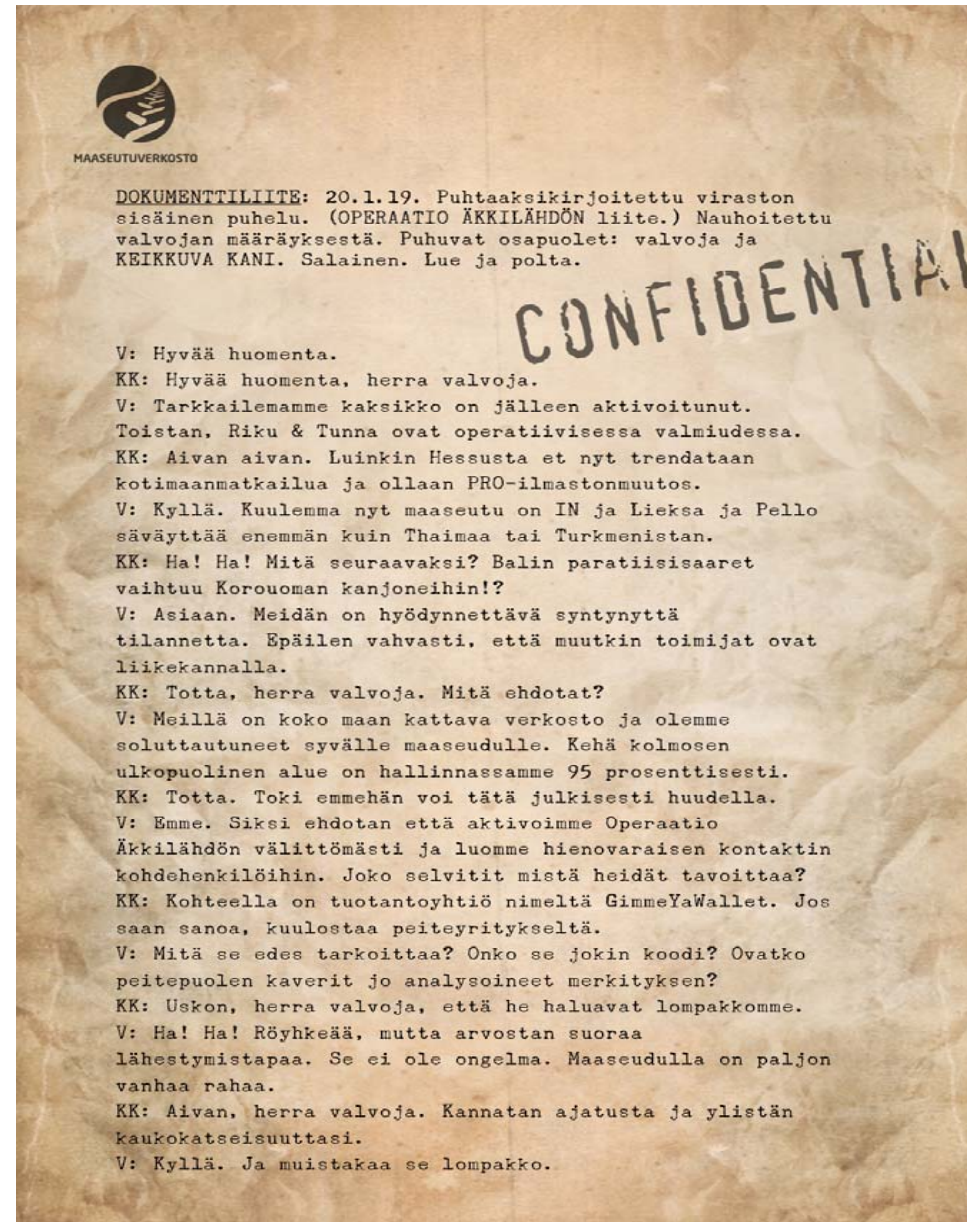 MAASEUTUVERKOSTO
DOKUMENTTILIITE: 20.1.19. Puhtaaksikirjoitettu viraston
sisäinen puhelu. (OPERAATIO ÄKKILÄHDÖN liite.) Nauhoitettu
valvojan määräyksestä. Puhuvat osapuolet: valvoja ja
KEIKKUVA KANI. Salainen. Lue ja polta.
CONFIDENTIAL
V: Hyvää huomenta.
KK: Hyvää huomenta, herra valvoja.
V: Tarkkailemamme kaksikko on jälleen aktivoitunut.
Toistan, Riku & Tunna ovat operatiivisessa valmiudessa.
KK: Aivan aivan. Luinkin Hessusta et nyt trendataan
kotimaanmatkailua ja ollaan PRO-ilmastonmuutos.
V: Kyllä. Kuulemma nyt maaseutu on IN ja Lieksa ja Pello
säväyttää enemmän kuin Thaimaa tai Turkmenistan.
KK: Ha! Ha! Mitä seuraavaksi? Balin paratiisisaaret
vaihtuu Korouoman kanjoneihin!?
V: Asiaan. Meidän on hyödynnettävä syntynyttä
tilannetta. Epäilen vahvasti, että muutkin toimijat ovat
liikekannalla.
KK: Totta, herra valvoja. Mitä ehdotat?
V: Meillä on koko maan kattava verkosto ja olemme
soluttautuneet syvälle maaseudulle. Kehä kolmosen
ulkopuolinen alue on hallinnassamme 95 prosenttisesti.
KK: Totta. Toki emmehän voi tätä julkisesti huudella.
V: Emme. Siksi ehdotan että aktivoimme Operaatio
Äkkilähdön välittömästi ja luomme hienovaraisen kontaktin
kohdehenkilöihin. Joko selvitit mistä heidät tavoittaa?
KK: Kohteella on tuotantoyhtiö nimeltä GimmeYaWallet. Jos
saan sanoa, kuulostaa peiteyritykseltä.
V: Mitä se edes tarkoittaa? Onko se jokin koodi? Ovatko
peitepuolen kaverit jo analysoineet merkityksen?
KK: Uskon, herra valvoja, että he haluavat lompakkomme.
V: Ha! Ha! Röyhkeää, mutta arvostan suoraa
lähestymistapaa. Se ei ole ongelma. Maaseudulla on paljon
vanhaa rahaa.
KK: Aivan, herra valvoja. Kannatan ajatusta ja ylistän
kaukokatseisuuttasi.
V: Kyllä. Ja muistakaa se lompakko.